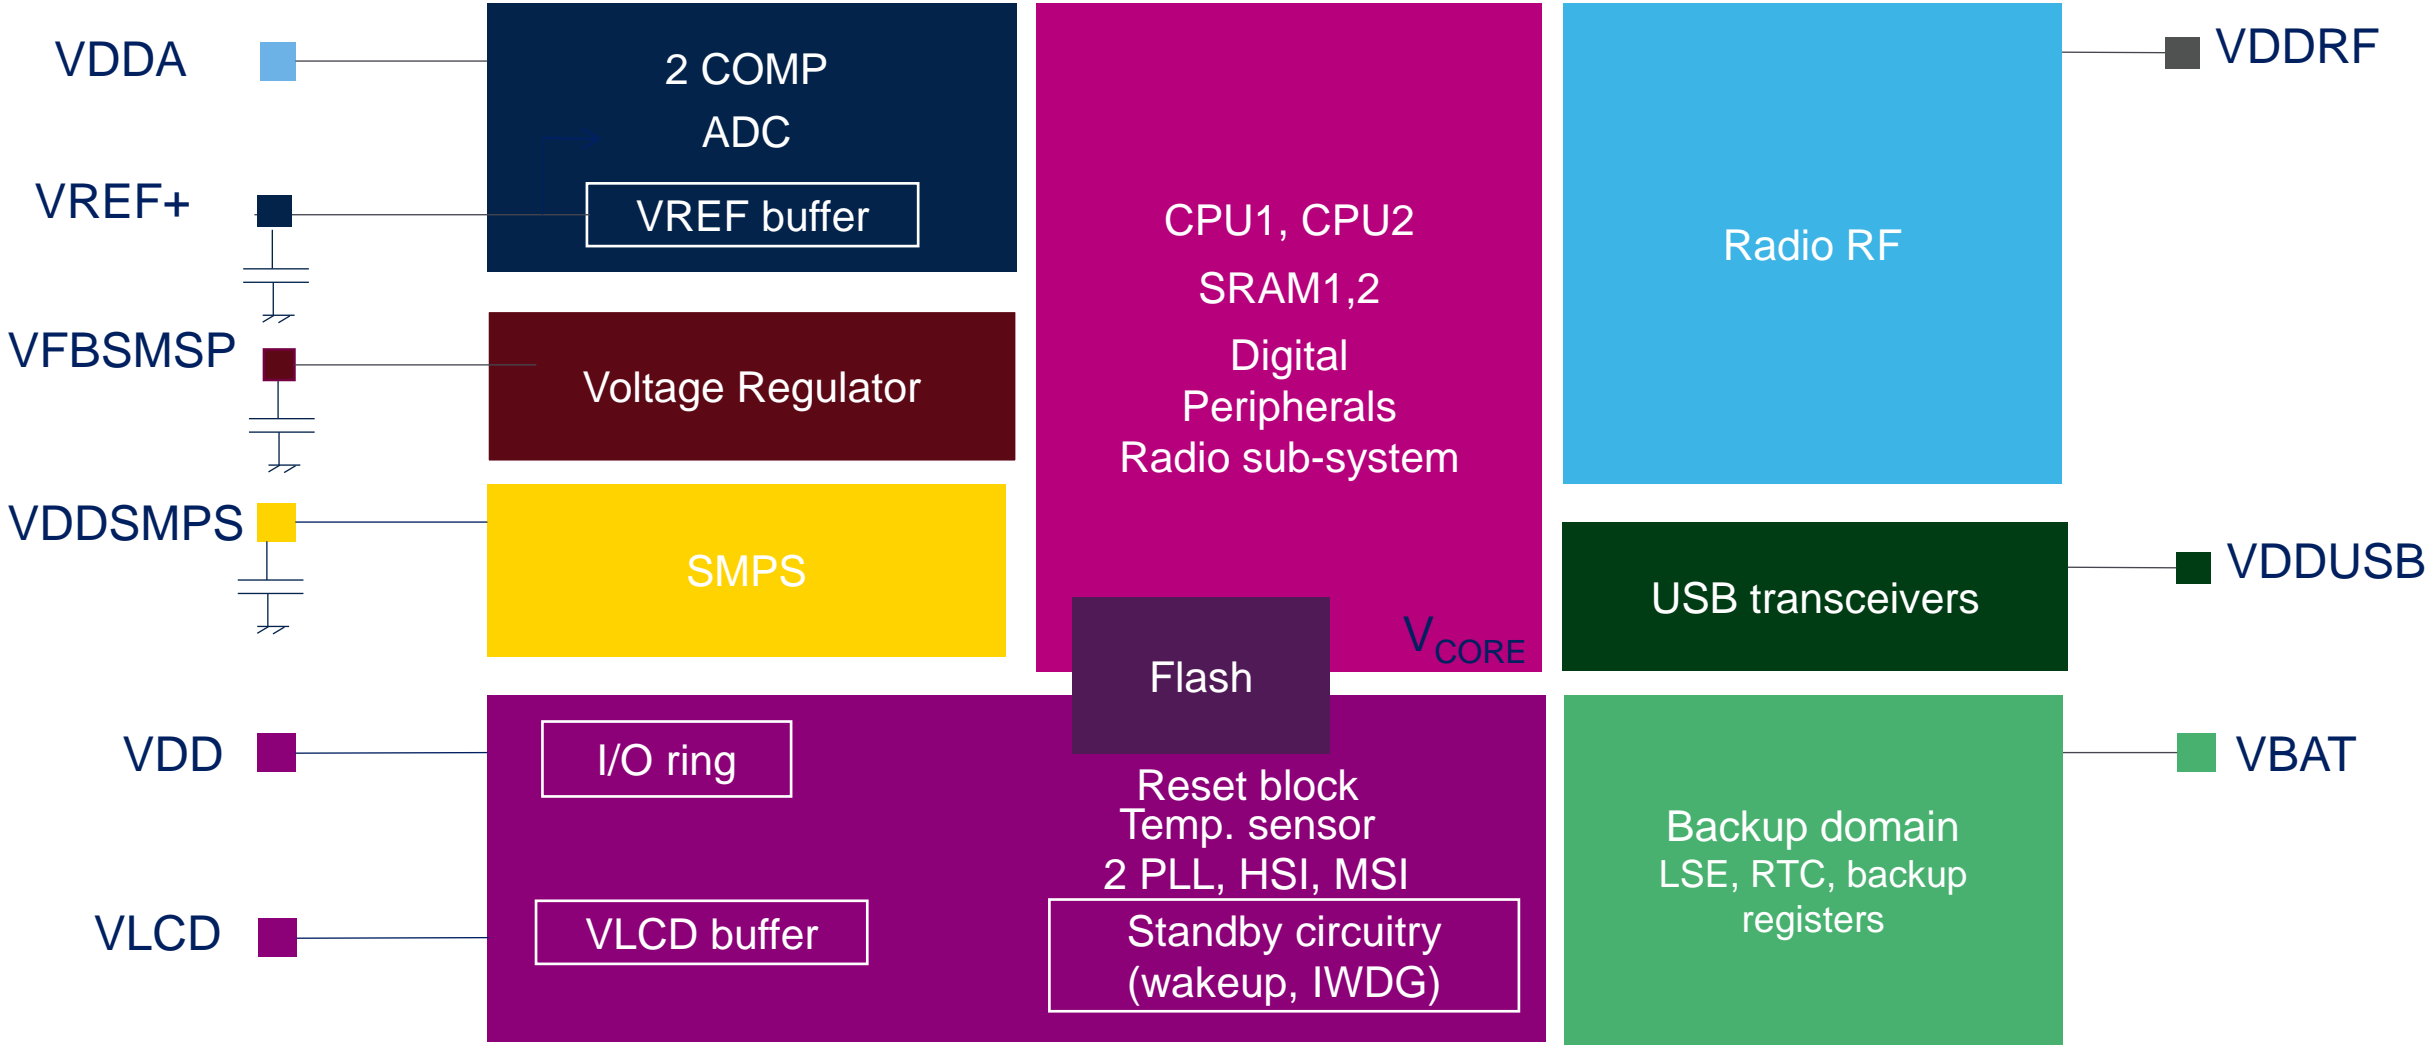 VDDA
VREF+
VFBSMSP
VDDSMPS
VDD
VLCD
2 COMP
ADC
VREF buffer
Voltage Regulator
SMPS
I/O ring
VLCD buffer
CPU1, CPU2
SRAM1,2
Digital
Peripherals
Radio sub-system
VCORE
Flash
Reset block
Temp. sensor
2 PLL, HSI, MSI
Standby circuitry
(wakeup, IWDG)
Radio RF
USB transceivers
Backup domain
LSE, RTC, backup
registers
VDDRF
VDDUSB
VBAT